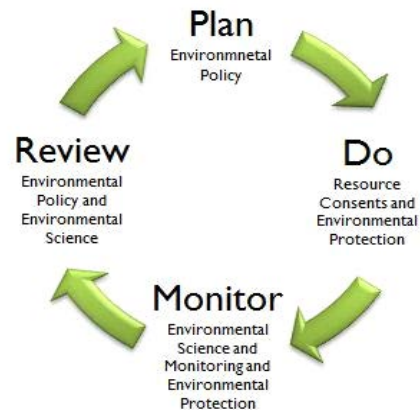 Plan
Environmnetal
Policy
Do
Resource
Consents and
Environmental
Protection
Monitor
Environmental
Science and
Monitoring and
Environmental
Protection
Review
Environmental
Policy and
Environmental
Science